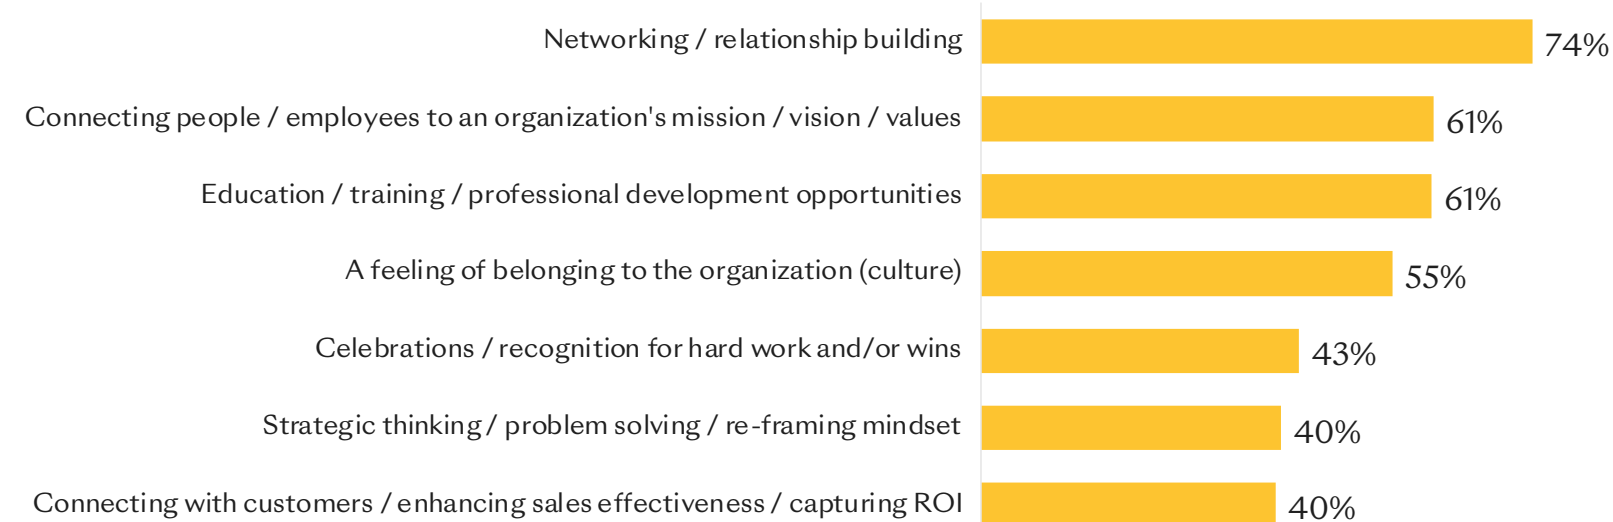 Networking / relationship building 74%
Connecting people / employees to an organization's mission / vision / values 61%
Education / training / professional development opportunities 61%
A feeling of belonging to the organization (culture) 55%
Celebrations / recognition for hard work and/or wins 43%
Strategic thinking / problem solving / re-framing mindset 40%
Connecting with customers / enhancing sales effectiveness / capturing ROI 40%